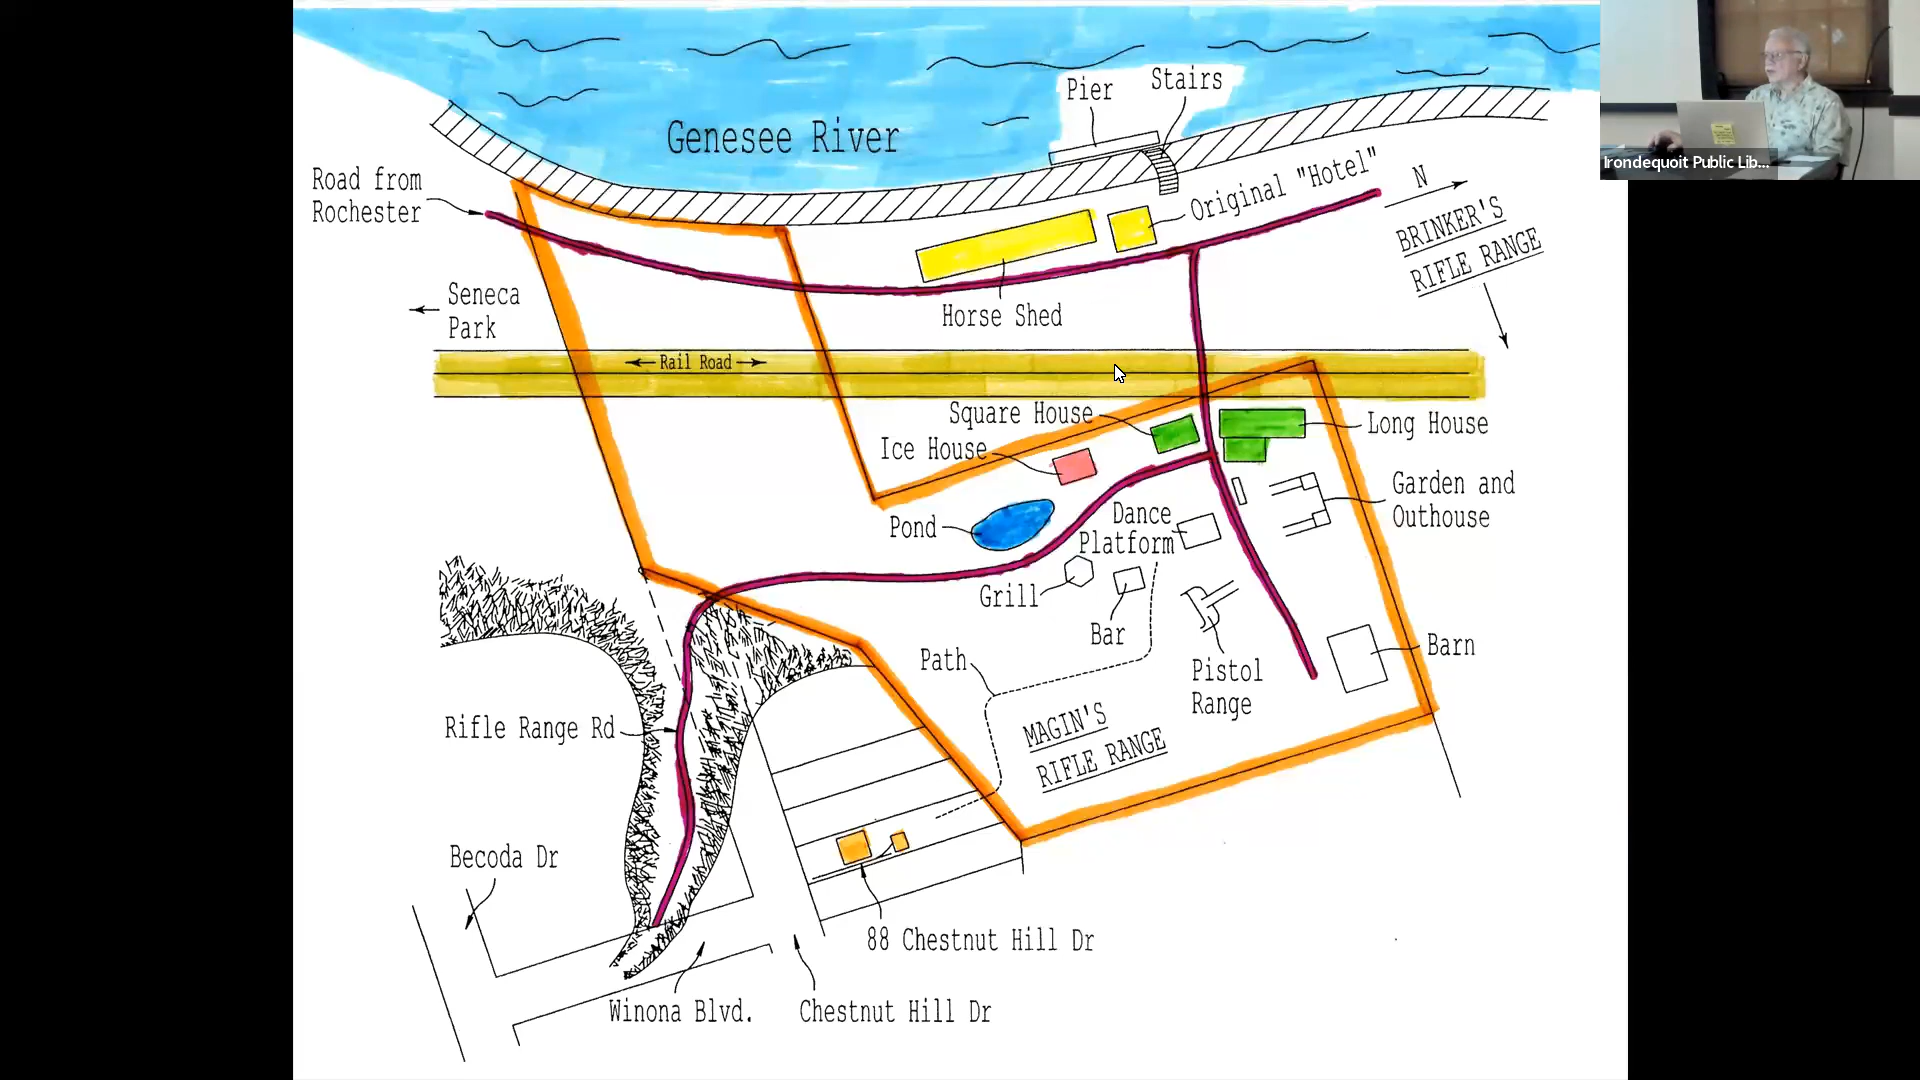 Genesee River
Pier
Stairs
Irondequoit Public Lib...
Road from
Rochester
Original "Hotel"
N
BRINKER'S
RIFLE RANGE
Seneca
Park
Horse Shed
Rail Road
Square House
Long House
Ice House
Garden and
Outhouse
Pond
Dance
Platform
Grill
Bar
Path
Pistol
Range
Barn
Rifle Range Rd
MAGIN'S
RIFLE RANGE
Becoda Dr
88 Chestnut Hill Dr
Winona Blvd.
Chestnut Hill Dr